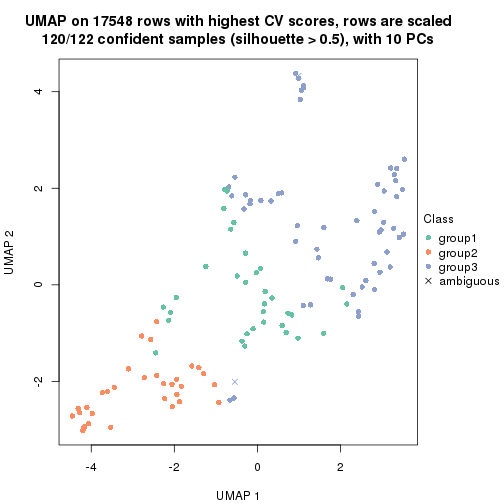 UMAP on 17548 rows with highest CV scores, rows are scaled
120/122 confident samples (silhouette > 0.5), with 10 PCs
4
2
0
-2
UMAP 2
-4
-2
0
2
UMAP 1
Class
group1
group2
group3
ambiguous